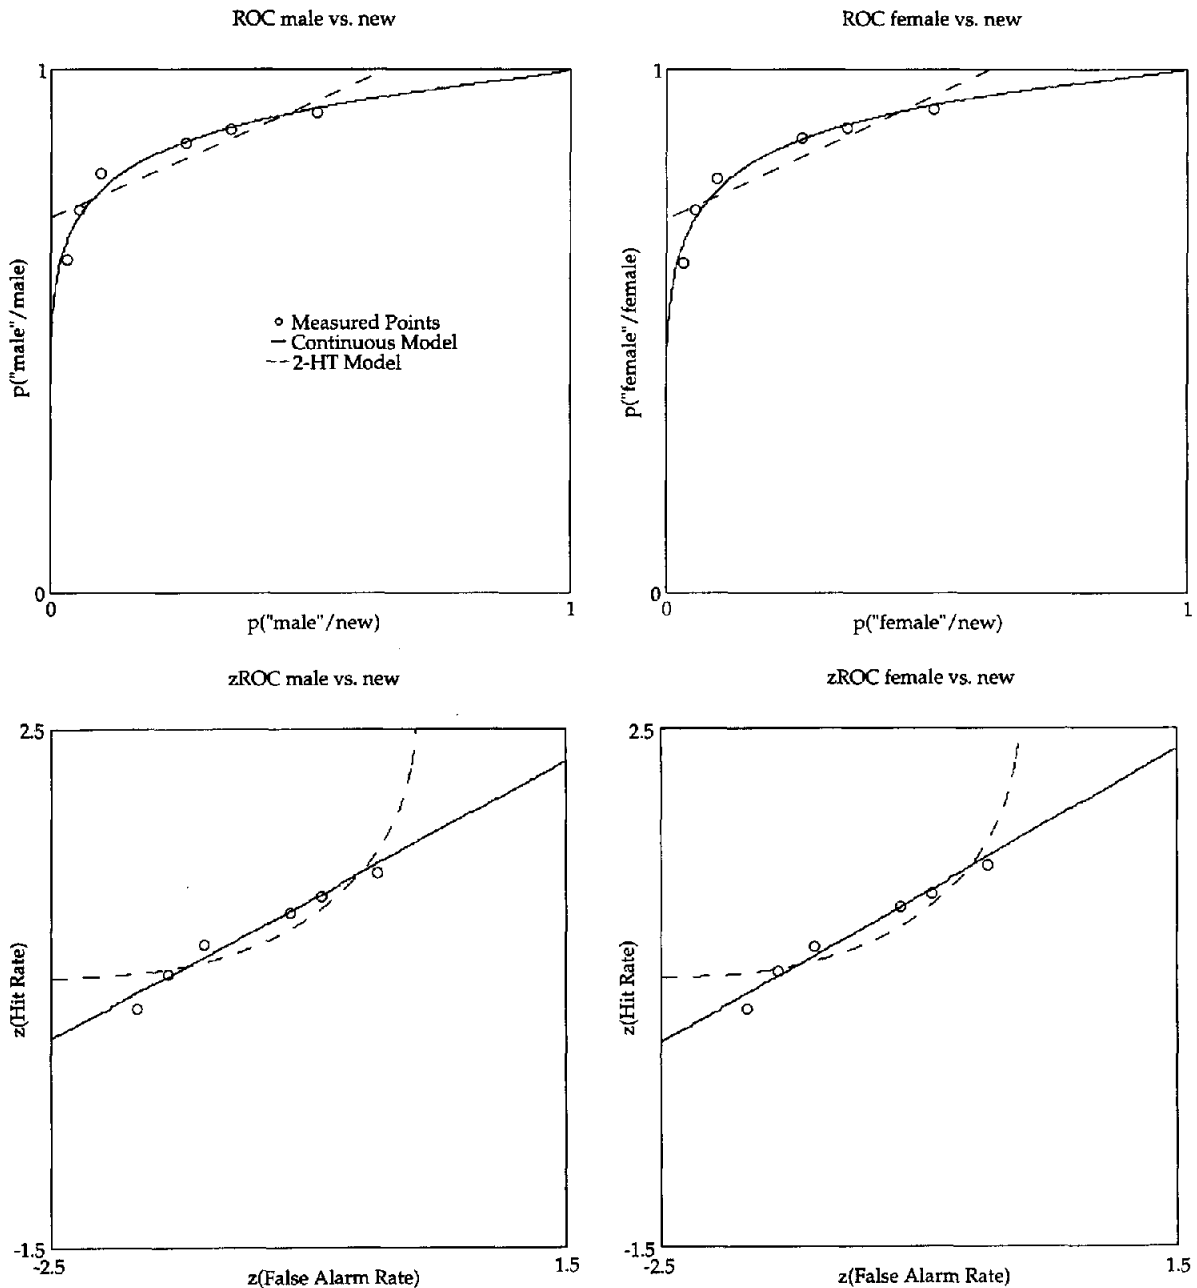 ROC male vs. new
1
p("male"/male)
○ Measured Points
— Continuous Model
--- 2-HT Model
0
0
1
p("male"/new)
ROC female vs. new
1
p("female"/female)
0
0
1
p("female"/new)
zROC male vs. new
2.5
z(Hit Rate)
-1.5
-2.5
1.5
z(False Alarm Rate)
zROC female vs. new
2.5
z(Hit Rate)
-1.5
-2.5
1.5
z(False Alarm Rate)